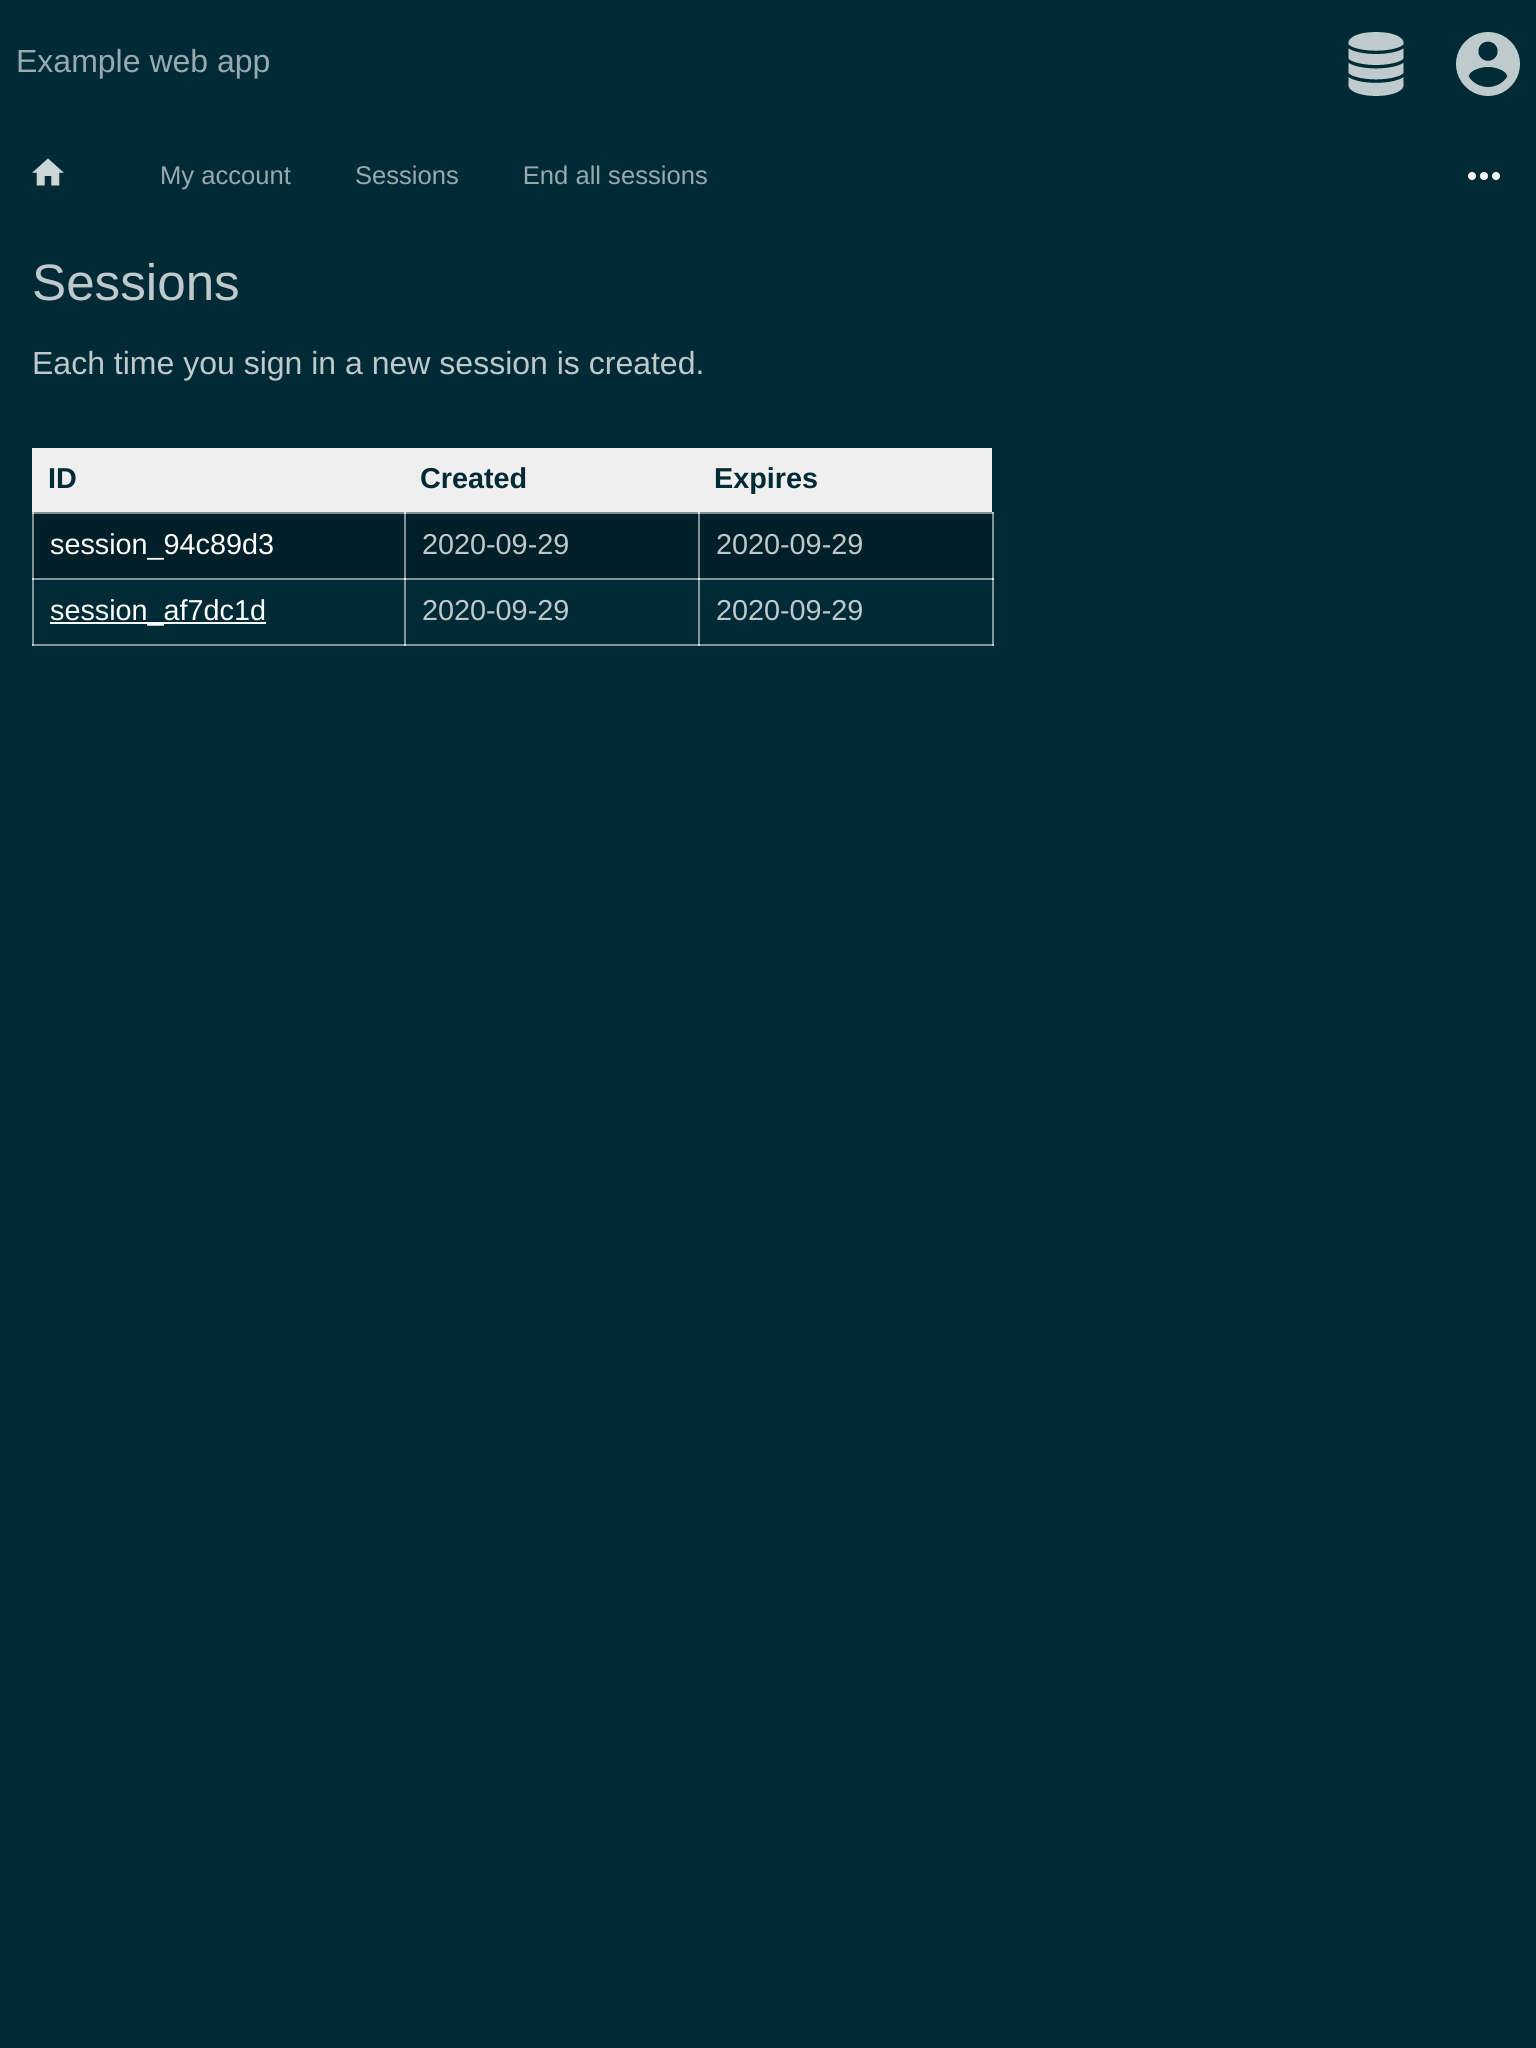 Example web app
My account Sessions End all sessions
Sessions
Each time you sign in a new session is created.
ID Created Expires
session_94c89d3 2020-09-29 2020-09-29
session_af7dc1d 2020-09-29 2020-09-29